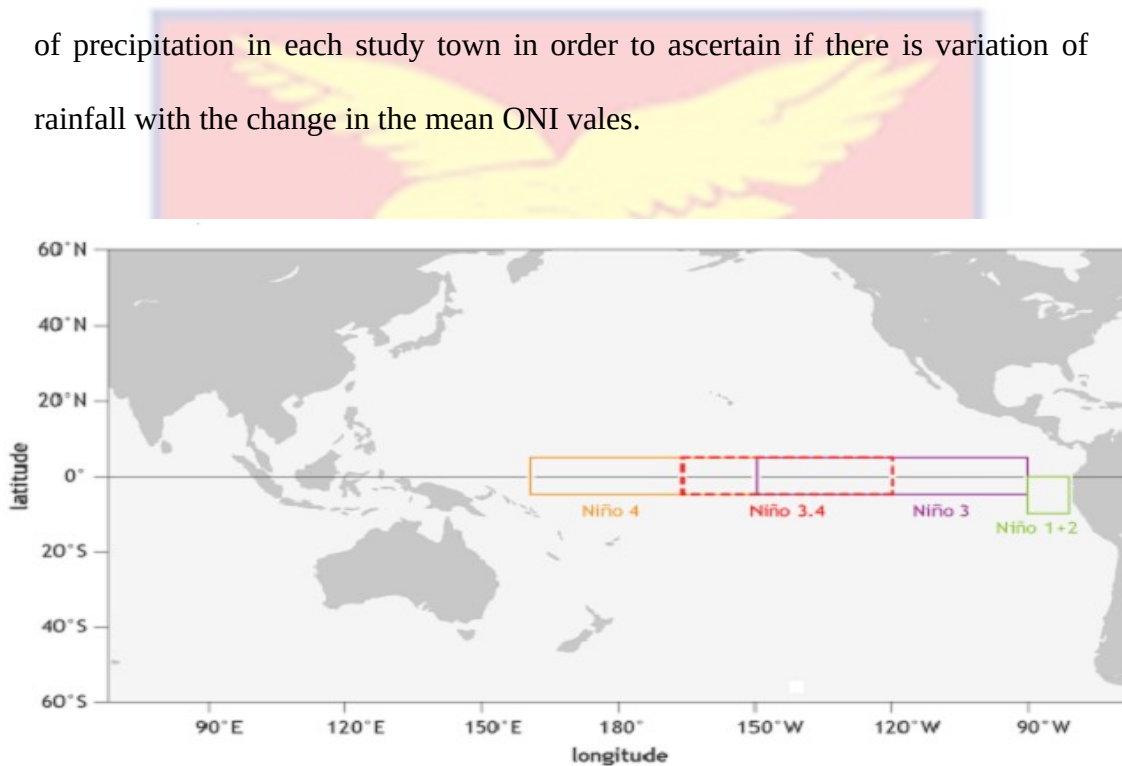 of precipitation in each study town in order to ascertain if there is variation of
rainfall with the change in the mean ONI vales.
60°N
40°N
20°N
0°
20°S
40°S
60°S
latitude
Niño 4
Niño 3.4
Niño 3
Niño 1+2
90°E 120°E 150°E 180° 150°W 120°W 90°W
longitude